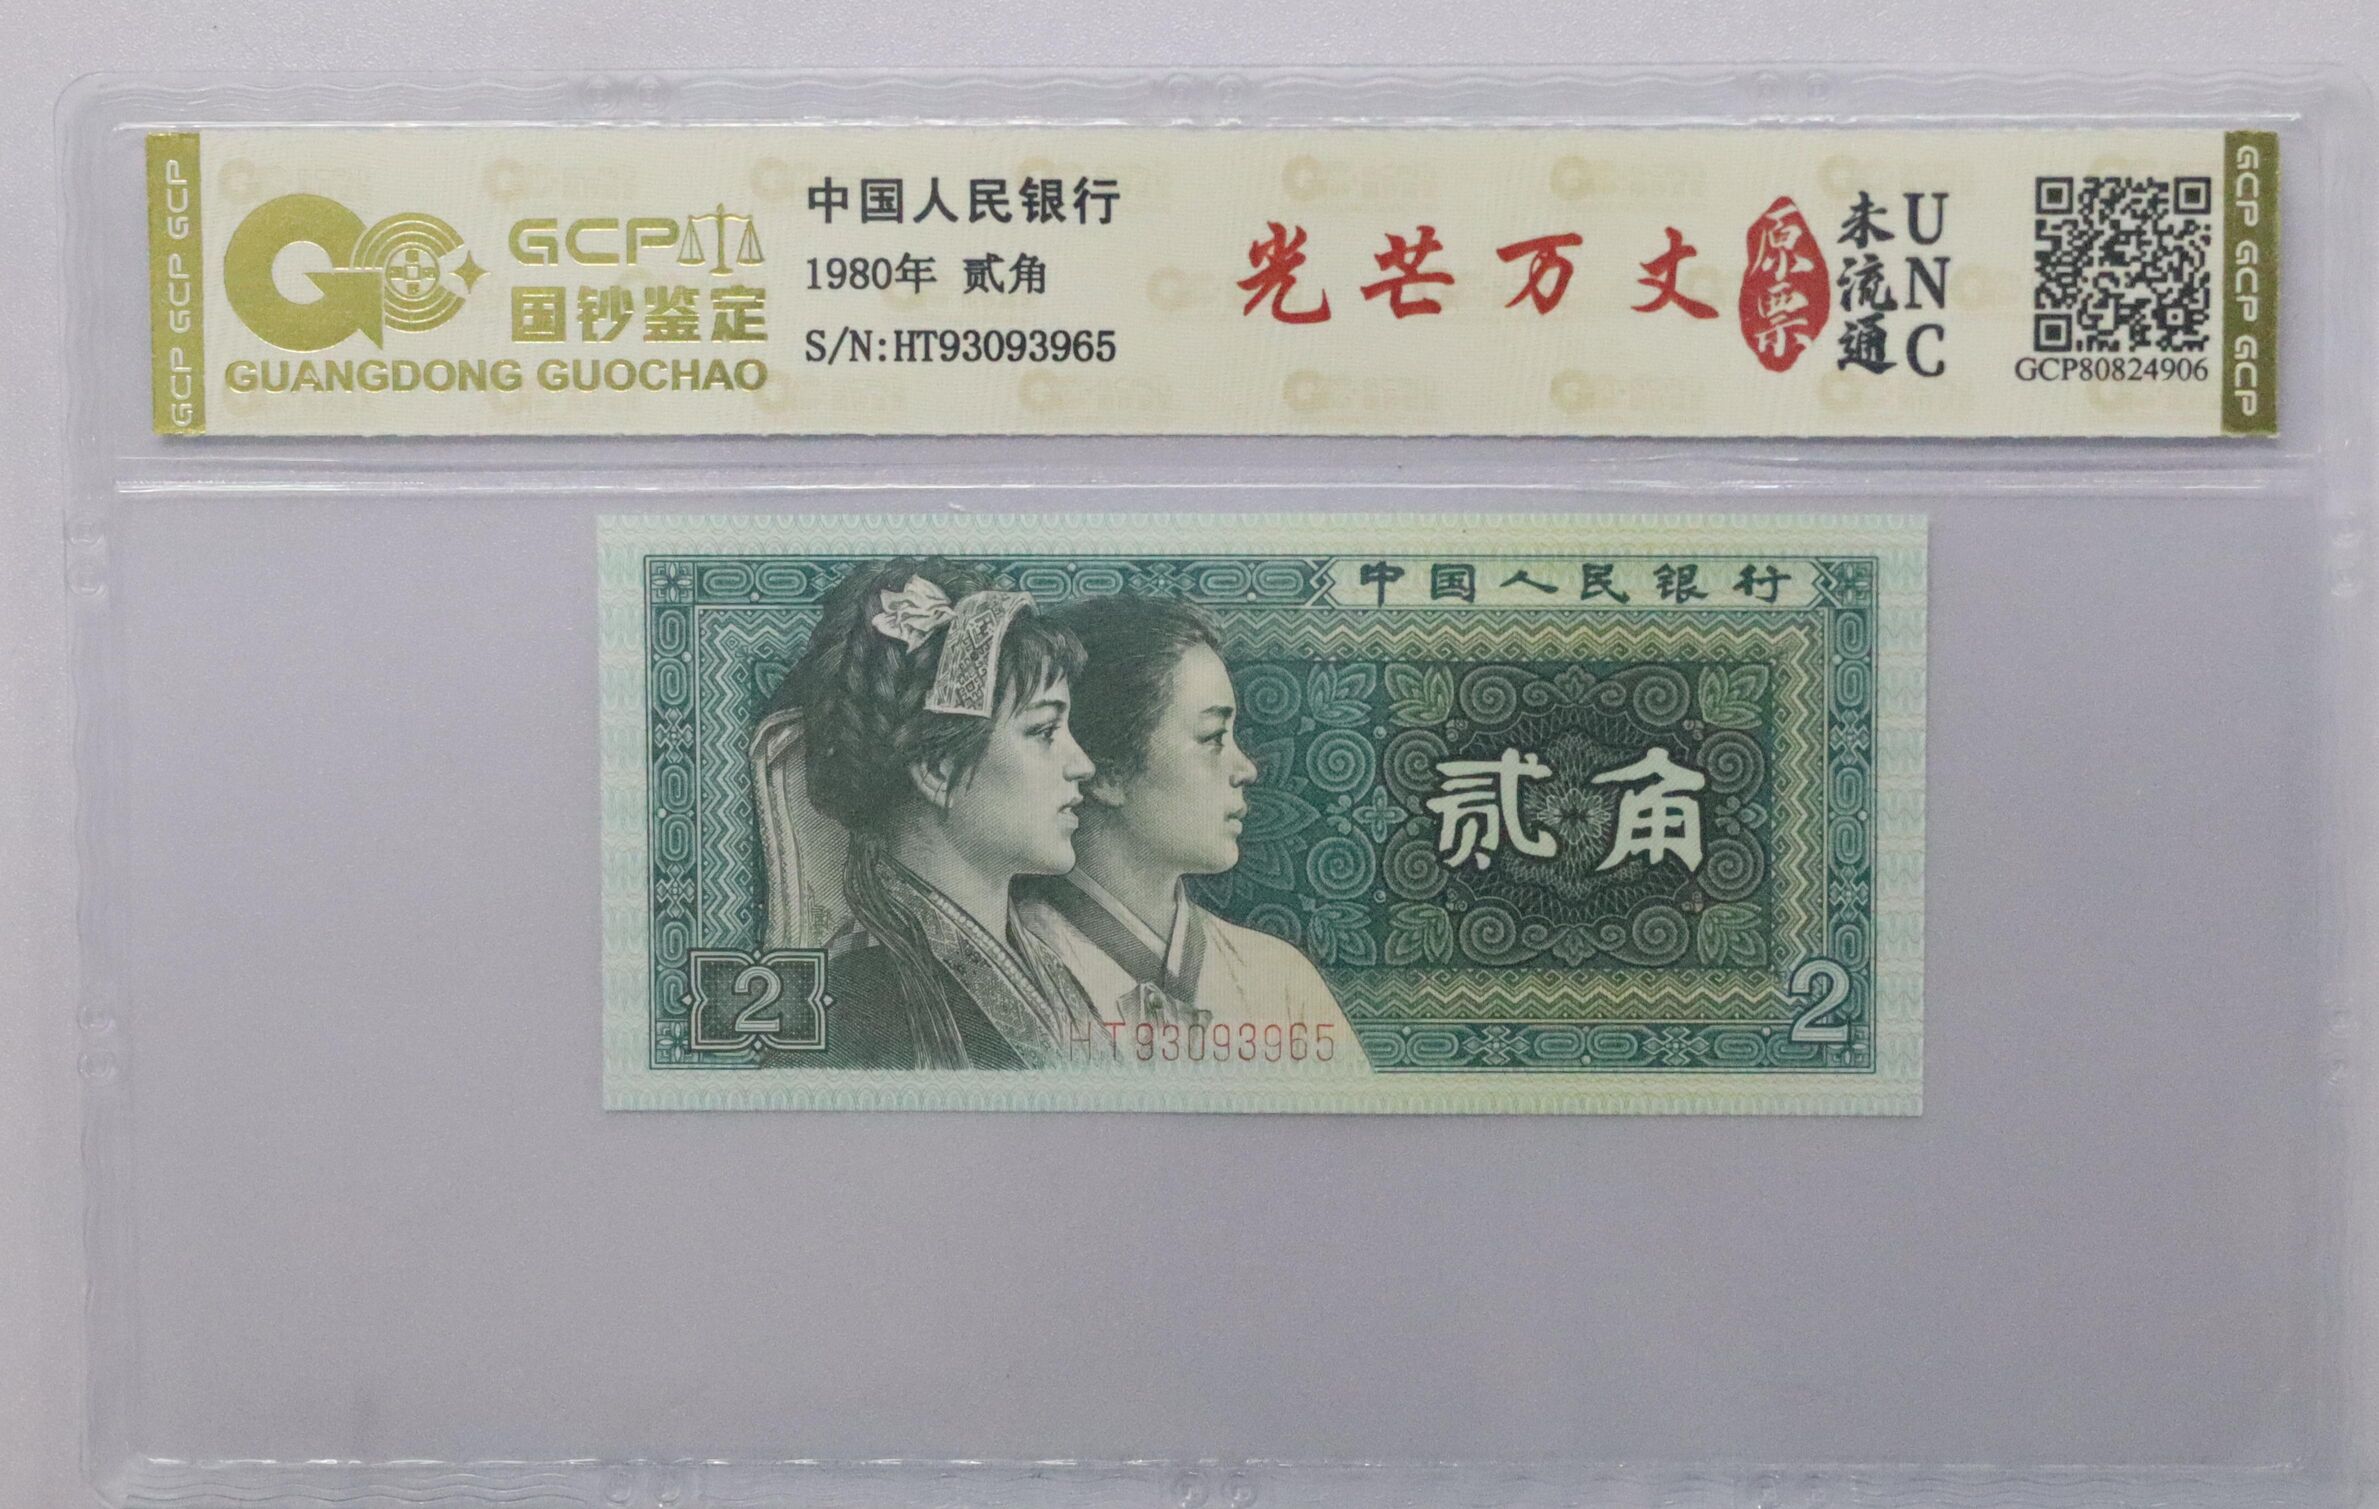 GCP GCP GCP
GCP
国钞鉴定
GUANGDONG GUOCHAO
中国人民银行
1980年 贰角
S/N:HT93093965
光芒万丈
原票
未流通
UNC
GCP80824906
GCP GCP GCP
中国人民银行
贰角
2
2
HT93093965